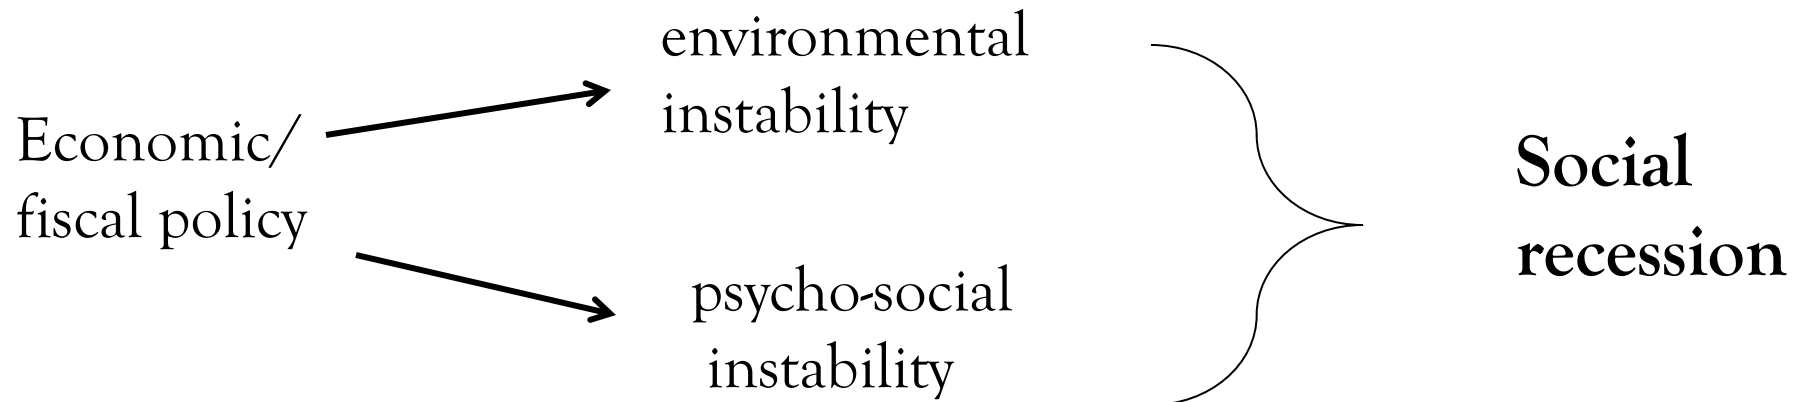 Economic/
fiscal policy
environmental
instability
psycho-social
instability
Social
recession